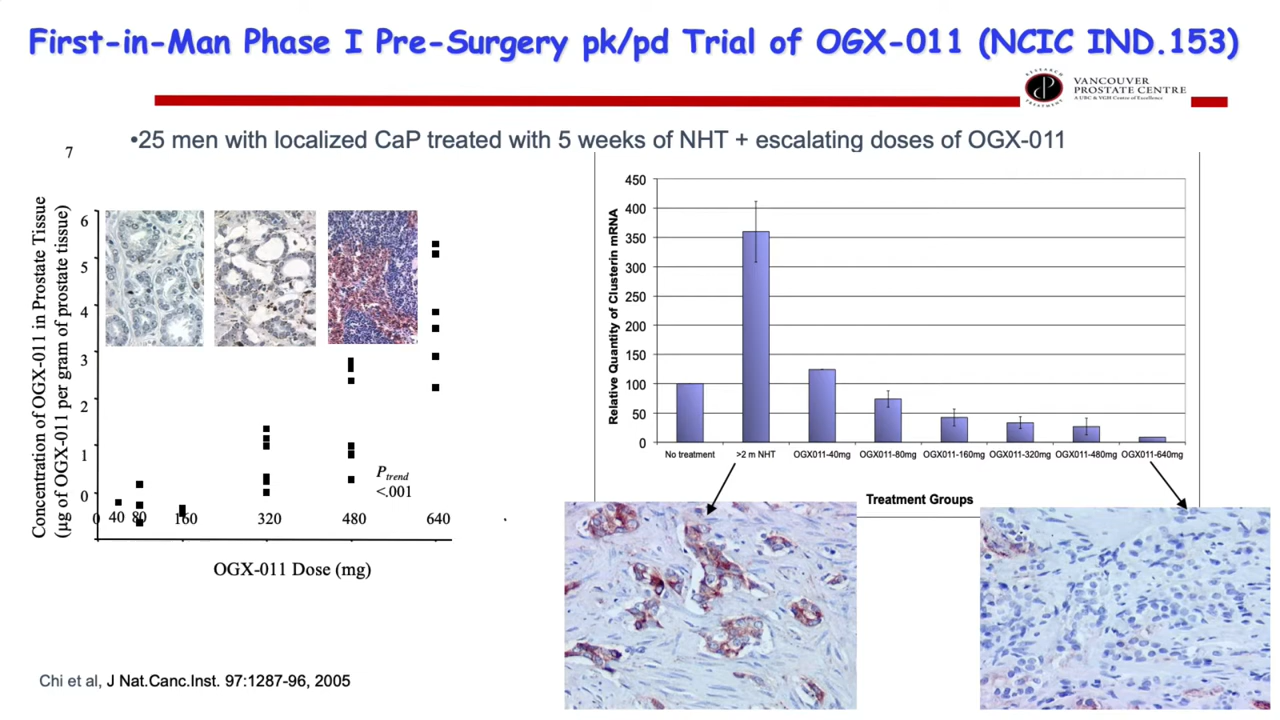 First-in-Man Phase I Pre-Surgery pk/pd Trial of OGX-011 (NCIC IND.153)
RESEARCH
TREATMENT
VANCOUVER
PROSTATE CENTRE
A UBC & VGH Centre of Excellence
•25 men with localized CaP treated with 5 weeks of NHT + escalating doses of OGX-011
7
Concentration of OGX-011 in Prostate Tissue
(µg of OGX-011 per gram of prostate tissue)
6
5
4
3
2
1
0
0 40 80 160 320 480 640
P trend
<.001
OGX-011 Dose (mg)
Relative Quantity of Clusterin mRNA
450
400
350
300
250
200
150
100
50
0
No treatment >2 m NHT OGX011-40mg OGX011-80mg OGX011-160mg OGX011-320mg OGX011-480mg OGX011-640mg
Treatment Groups
Chi et al, J Nat.Canc.Inst. 97:1287-96, 2005